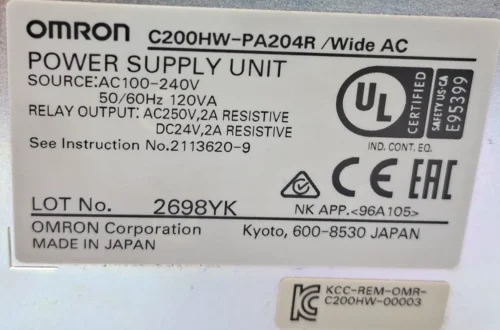 OMRON C200HW-PA204R /Wide AC
POWER SUPPLY UNIT
SOURCE:AC100-240V
50/60Hz 120VA
RELAY OUTPUT: AC250V,2A RESISTIVE
DC24V,2A RESISTIVE
See Instruction No.2113620-9
UL
CERTIFIED
SAFETY US-CA
E95399
IND. CONT. EQ.
CE EAC
LOT No. 2698YK
NK APP.<96A105>
OMRON Corporation Kyoto, 600-8530 JAPAN
MADE IN JAPAN
KCC-REM-OMR-
C200HW-00003